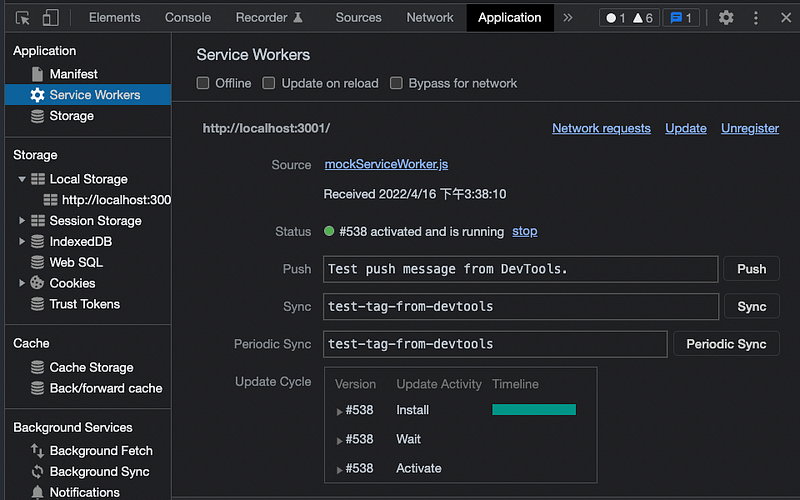 Elements Console Recorder Sources Network Application » 1 6 1
Application
Manifest
Service Workers
Storage
Storage
Local Storage
http://localhost:300
Session Storage
IndexedDB
Web SQL
Cookies
Trust Tokens
Cache
Cache Storage
Back/forward cache
Background Services
Background Fetch
Background Sync
Notifications
Service Workers
Offline Update on reload Bypass for network
http://localhost:3001/ Network requests Update Unregister
Source mockServiceWorker.js
Received 2022/4/16 下午3:38:10
Status #538 activated and is running stop
Push Test push message from DevTools. Push
Sync test-tag-from-devtools Sync
Periodic Sync test-tag-from-devtools Periodic Sync
Update Cycle Version Update Activity Timeline
#538 Install
#538 Wait
#538 Activate